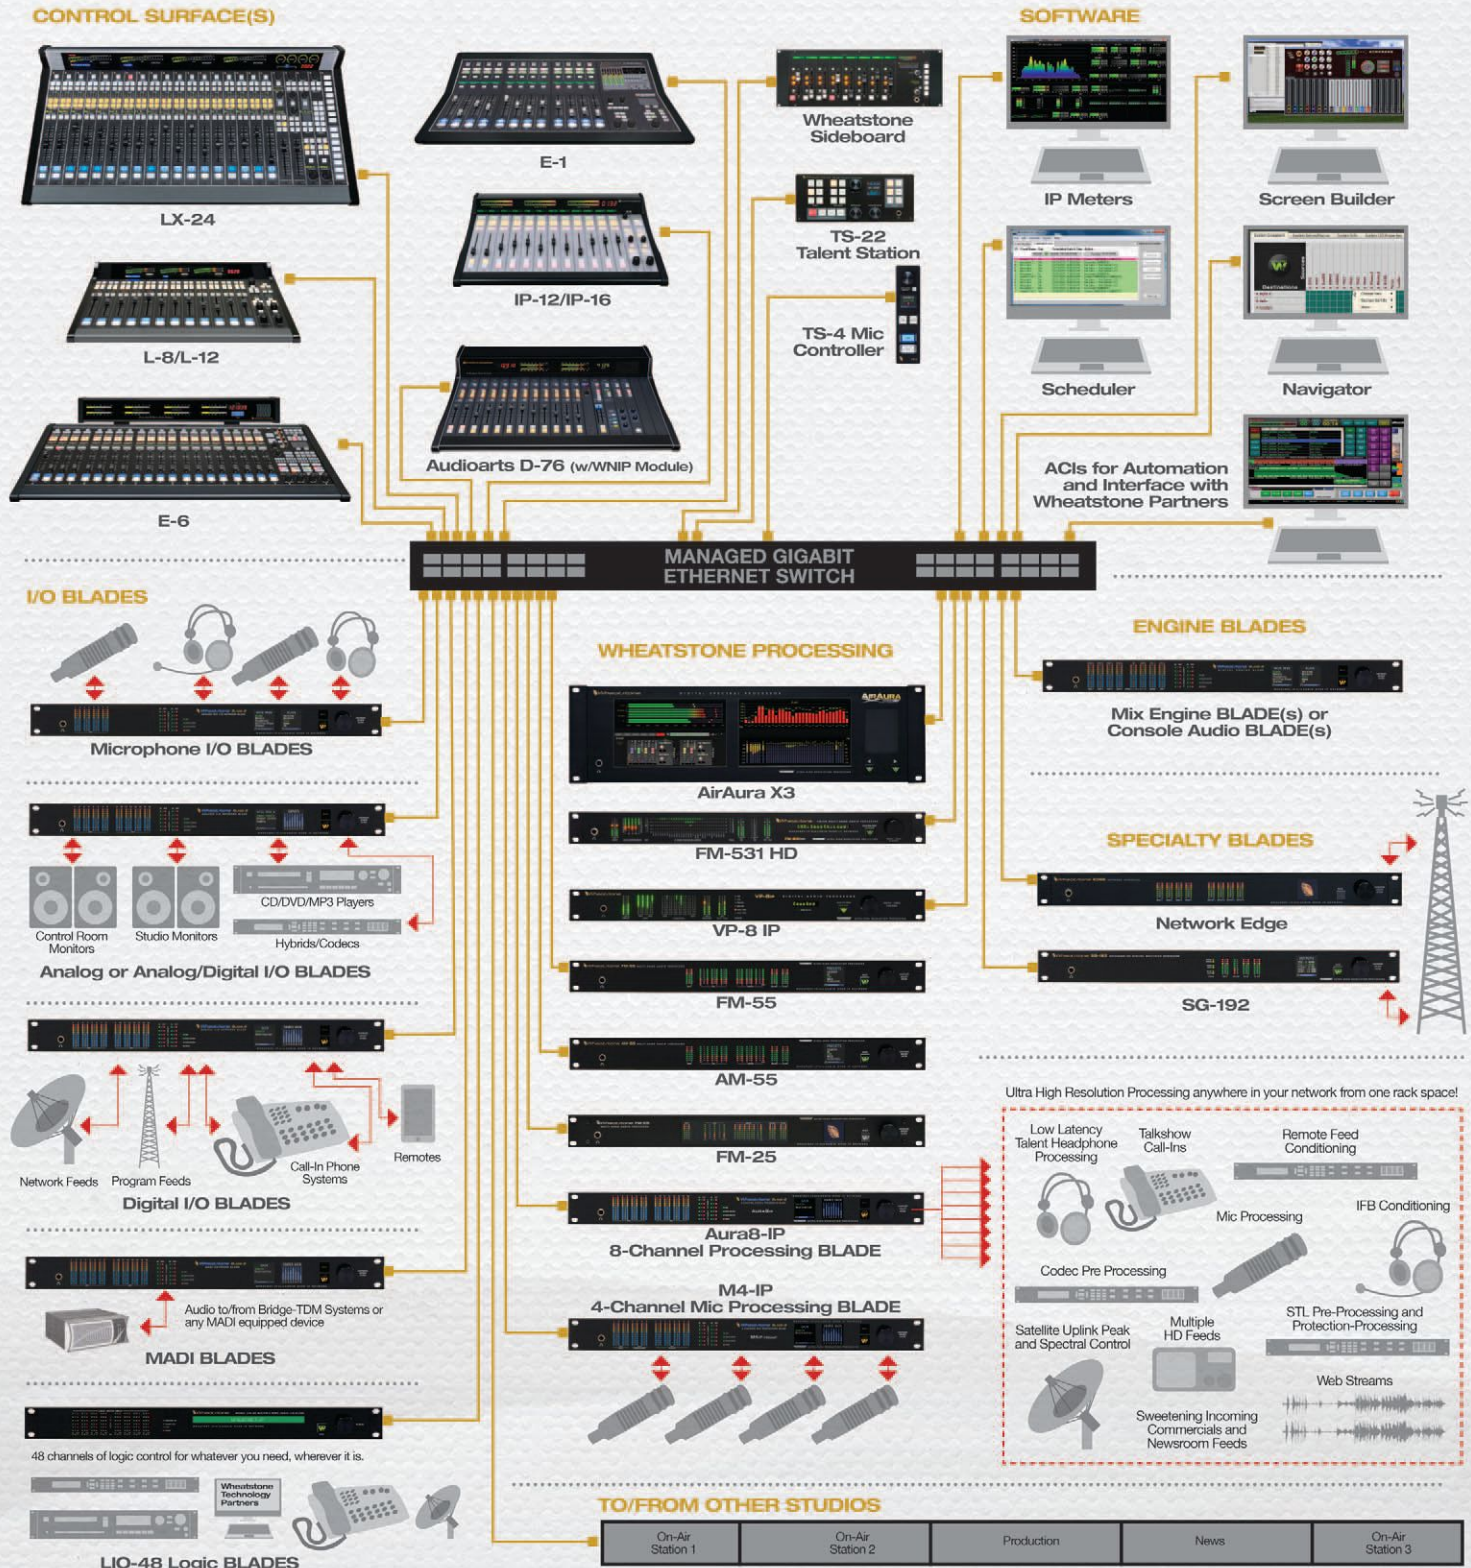 CONTROL SURFACE(S)
SOFTWARE
LX-24
E-1
Wheatstone
Sideboard
IP Meters
Screen Builder
L-8/L-12
IP-12/IP-16
TS-22
Talent Station
TS-4 Mic
Controller
Scheduler
Navigator
E-6
Audioarts D-76 (w/WNIP Module)
ACIs for Automation
and Interface with
Wheatstone Partners
MANAGED GIGABIT
ETHERNET SWITCH
I/O BLADES
Microphone I/O BLADES
Control Room
Monitors
Studio Monitors
CD/DVD/MP3 Players
Hybrids/Codecs
Analog or Analog/Digital I/O BLADES
Network Feeds
Program Feeds
Call-In Phone
Systems
Remotes
Digital I/O BLADES
Audio to/from Bridge-TDM Systems or
any MADI equipped device
MADI BLADES
48 channels of logic control for whatever you need, wherever it is.
Wheatstone
Technology
Partners
LIO-48 Logic BLADES
WHEATSTONE PROCESSING
AIRAURA
AirAura X3
FM-531 HD
VP-8 IP
FM-55
AM-55
FM-25
Aura8-IP
8-Channel Processing BLADE
M4-IP
4-Channel Mic Processing BLADE
ENGINE BLADES
Mix Engine BLADE(s) or
Console Audio BLADE(s)
SPECIALTY BLADES
Network Edge
SG-192
Ultra High Resolution Processing anywhere in your network from one rack space!
Low Latency
Talent Headphone
Processing
Talkshow
Call-Ins
Remote Feed
Conditioning
Mic Processing
IFB Conditioning
Codec Pre Processing
Satellite Uplink Peak
and Spectral Control
Multiple
HD Feeds
STL Pre-Processing and
Protection-Processing
Sweetening Incoming
Commercials and
Newsroom Feeds
Web Streams
TO/FROM OTHER STUDIOS
On-Air
Station 1
On-Air
Station 2
Production
News
On-Air
Station 3